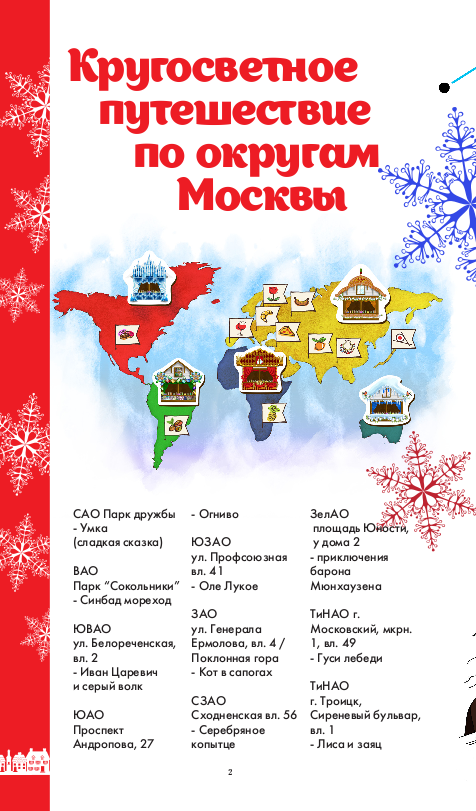 Кругосветное
путешествие
по округам
Москвы
САО Парк дружбы
- Умка
(сладкая сказка)
ВАО
Парк “Сокольники”
- Синбад мореход
ЮВАО
ул. Белореченская,
вл. 2
- Иван Царевич
и серый волк
ЮАО
Проспект
Андропова, 27
- Огниво
ЮЗАО
ул. Профсоюзная
вл. 41
- Оле Лукое
ЗАО
ул. Генерала
Ермолова, вл. 4 /
Поклонная гора
- Кот в сапогах
СЗАО
Сходненская вл. 56
- Серебряное
копытце
ЗелАО
площадь Юности,
у дома 2
- приключения
барона
Мюнхаузена
ТиНАО г.
Московский, мкрн.
1, вл. 49
- Гуси лебеди
ТиНАО
г. Троицк,
Сиреневый бульвар,
вл. 1
- Лиса и заяц
2